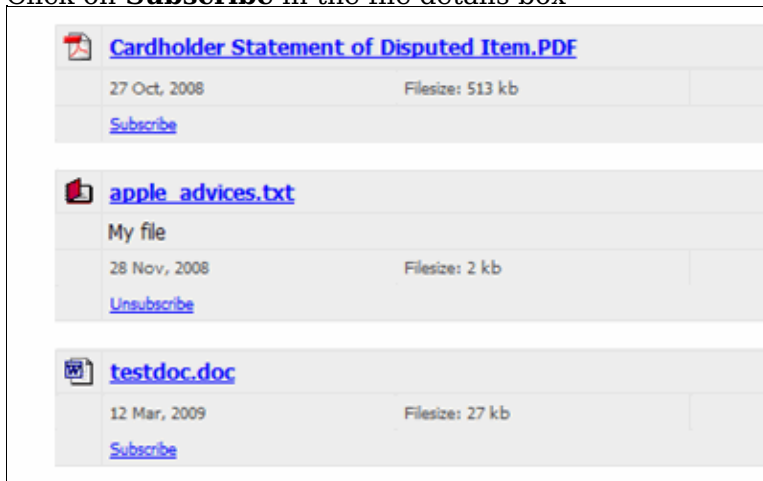 Click on Subscribe in the file details box
Cardholder Statement of Disputed Item.PDF
27 Oct, 2008 Filesize: 513 kb
Subscribe
apple_advices.txt
My file
28 Nov, 2008 Filesize: 2 kb
Unsubscribe
testdoc.doc
12 Mar, 2009 Filesize: 27 kb
Subscribe